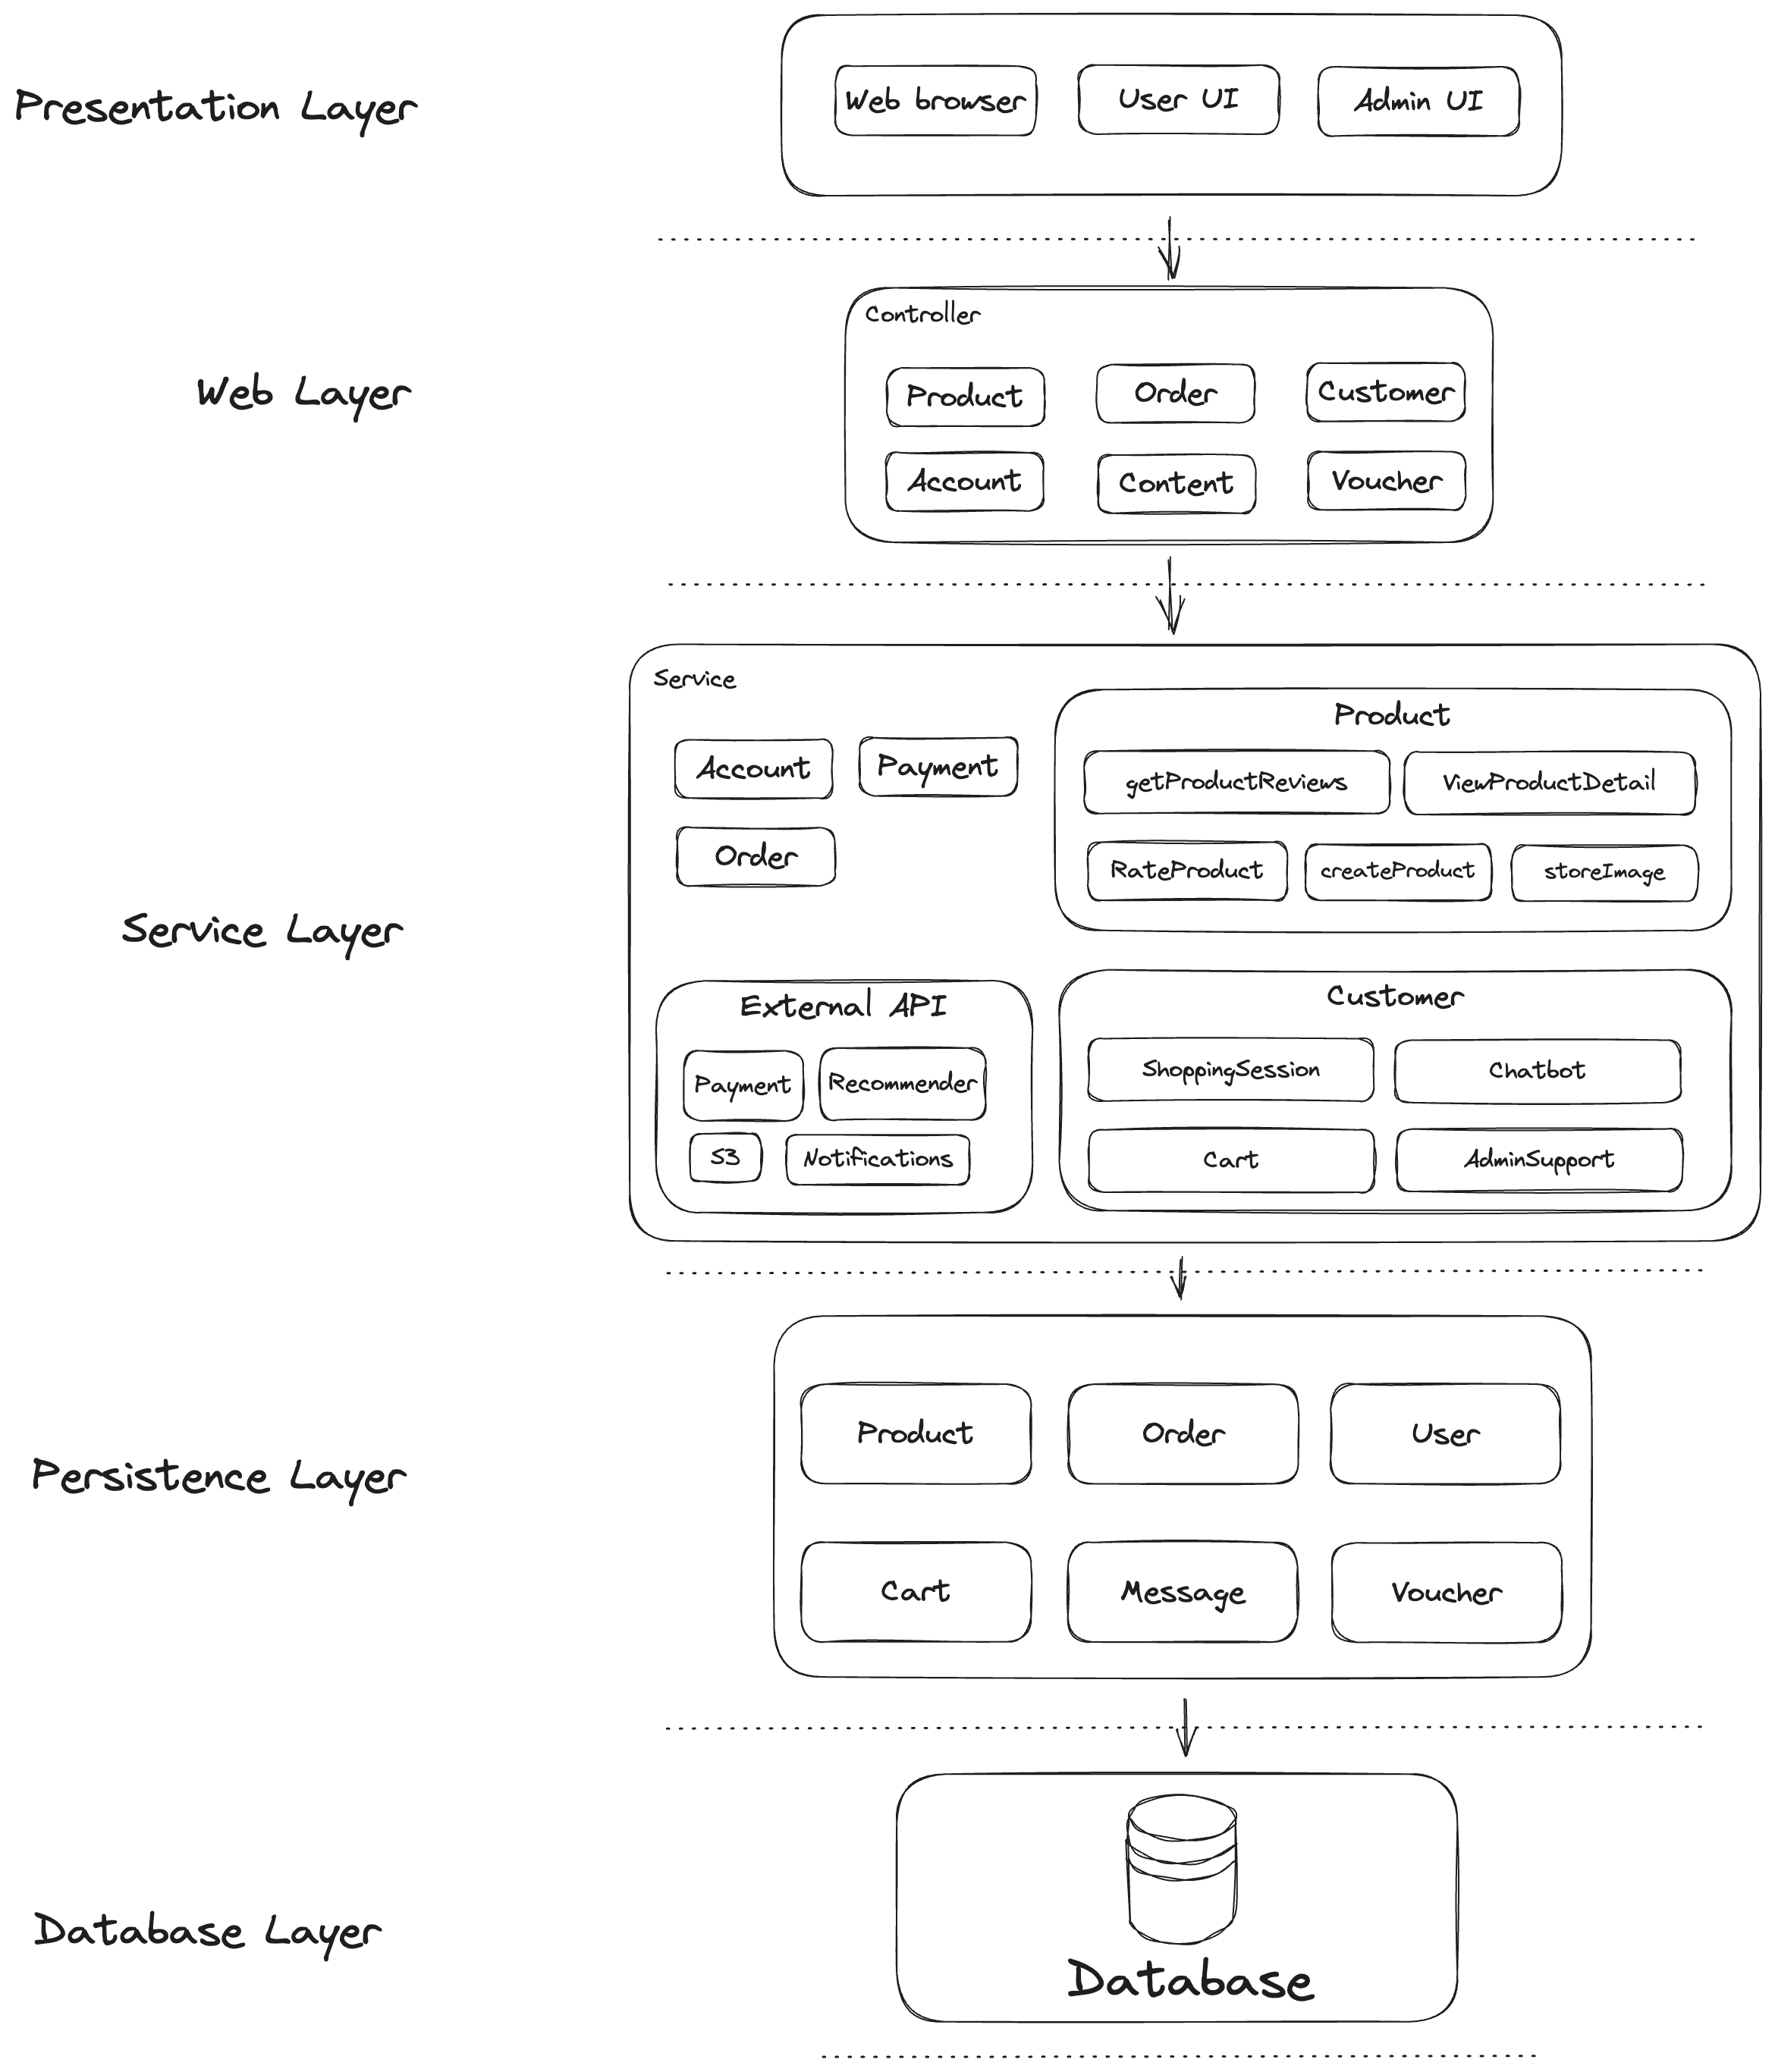 Presentation Layer
Web browser
User UI
Admin UI
Web Layer
Controller
Product
Order
Customer
Account
Content
Voucher
Service Layer
Service
Account
Payment
Order
Product
getProductReviews
ViewProductDetail
RateProduct
createProduct
storeImage
External API
Payment
Recommender
S3
Notifications
Customer
ShoppingSession
Chatbot
Cart
AdminSupport
Persistence Layer
Product
Order
User
Cart
Message
Voucher
Database Layer
Database